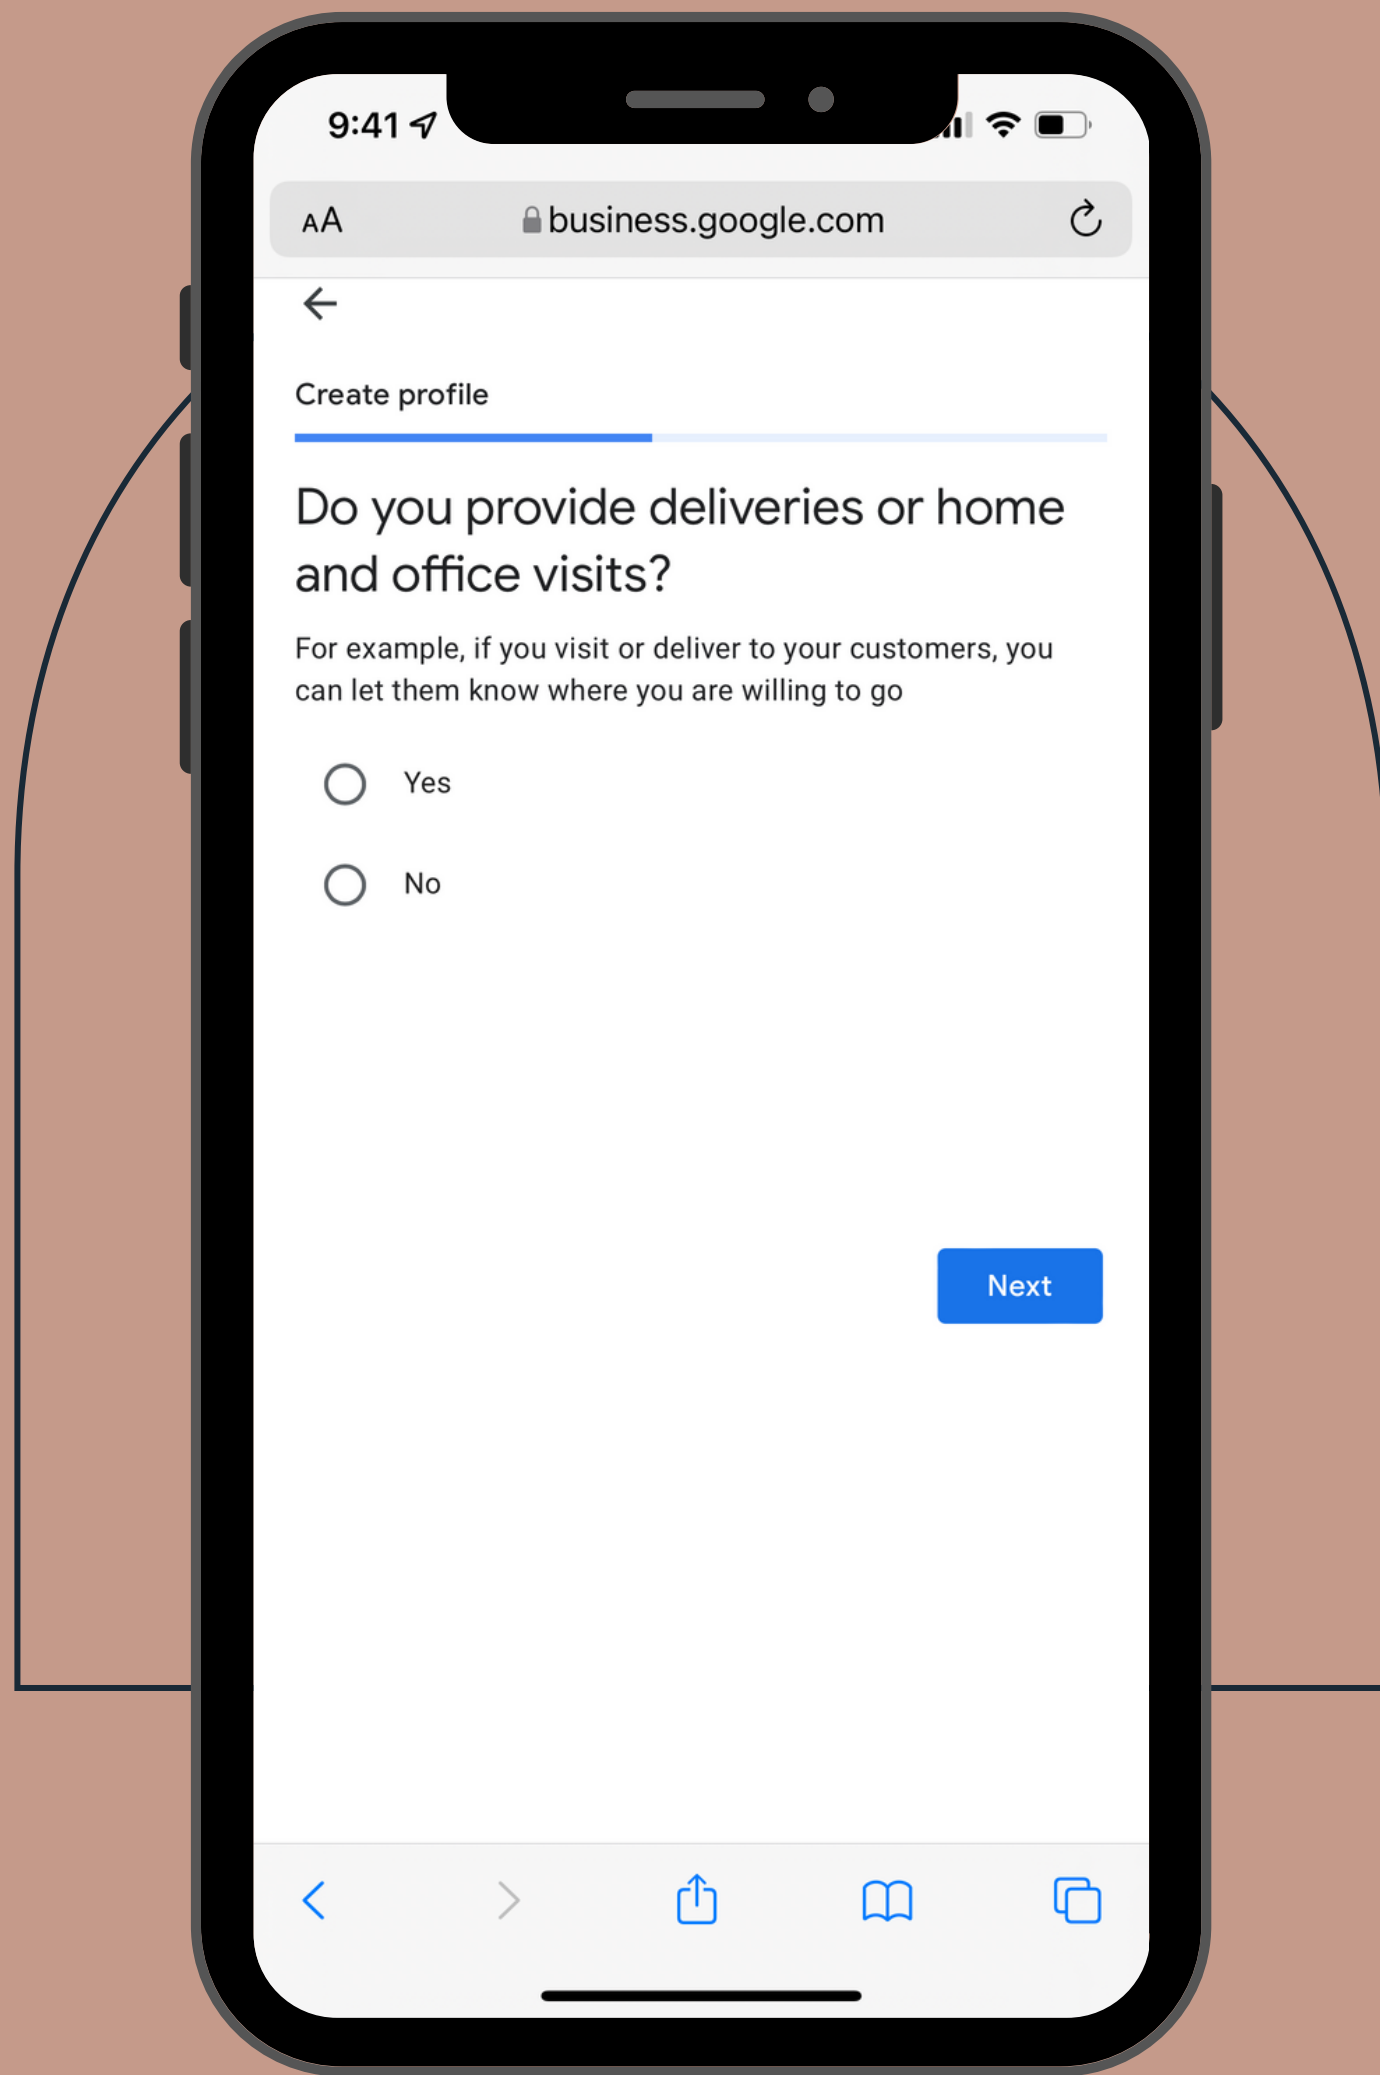 9:41
AA business.google.com
Create profile
Do you provide deliveries or home
and office visits?
For example, if you visit or deliver to your customers, you
can let them know where you are willing to go
Yes
No
Next